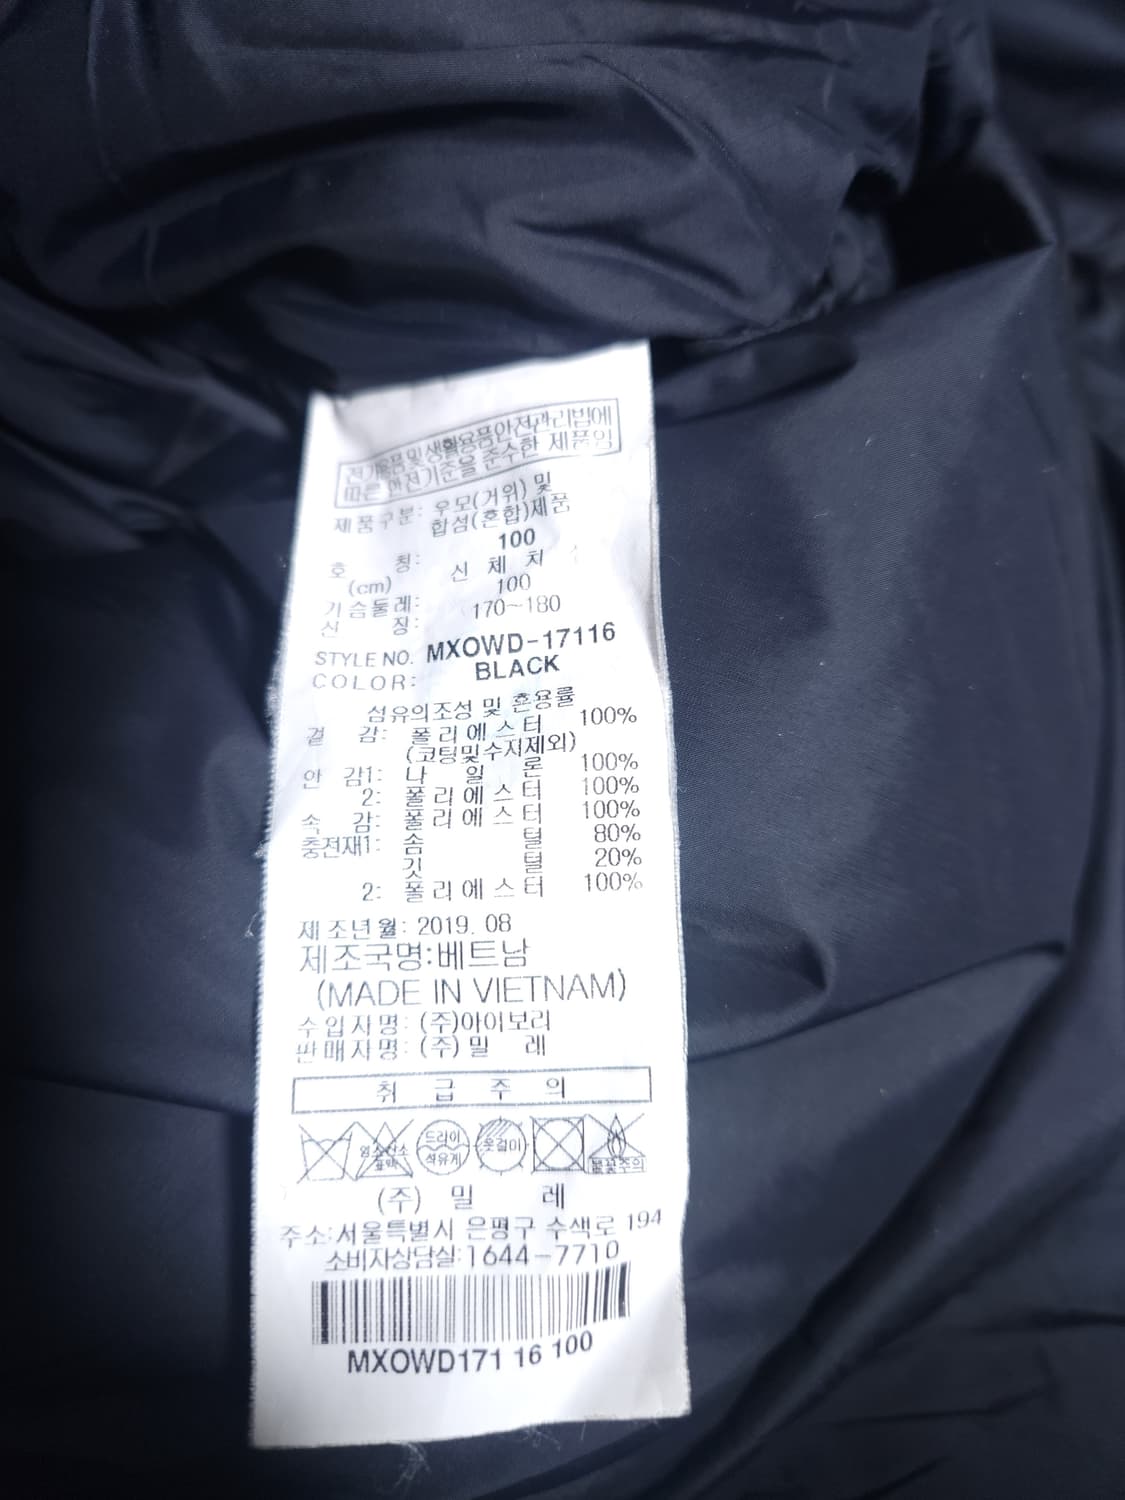 전기용품및생활용품안전관리법에
따른 안전기준을 준수한 제품임
제품구분: 우모(거위) 및
합섬(혼합)제품
호 칭: 100
(cm) 신 체 치
가슴둘레: 100
신 장: 170~180
STYLE NO. MXOWD-17116
COLOR: BLACK
섬유의조성 및 혼용률
겉 감: 폴리에스터 100%
(코팅및수지제외)
안 감1: 나 일 론 100%
2: 폴리에스터 100%
속 감: 폴리에스터 100%
충전재1: 솜 털 80%
깃 털 20%
2: 폴리에스터 100%
제조년월: 2019. 08
제조국명:베트남
(MADE IN VIETNAM)
수입자명: (주)아이보리
판매자명: (주) 밀 레
취 급 주 의
염소산소 표백
드라이 석유계
옷걸이
불꽃주의
(주) 밀 레
주소:서울특별시 은평구 수색로 194
소비자상담실:1644-7710
MXOWD171 16 100